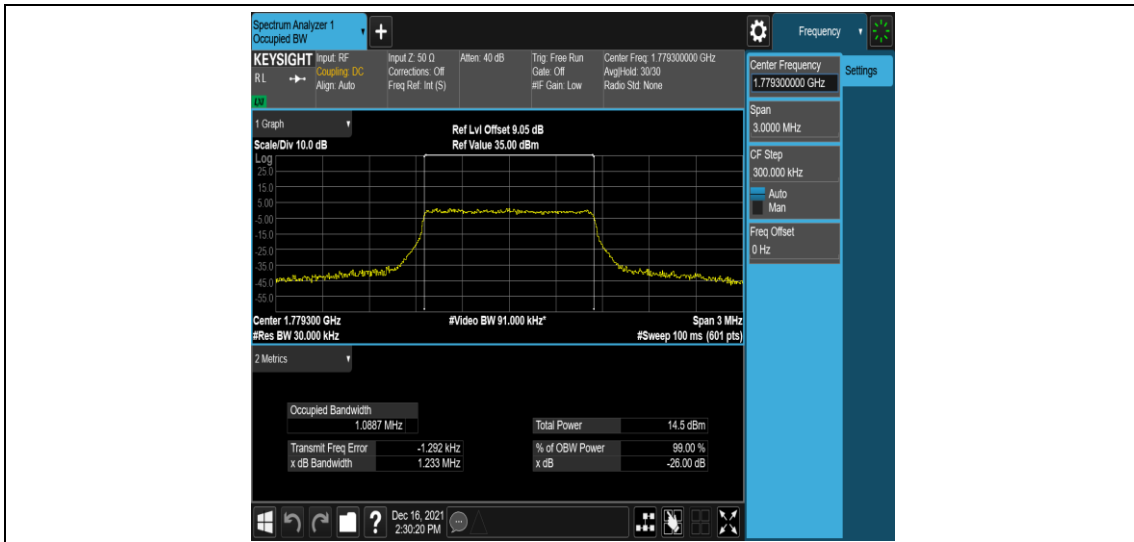 Spectrum Analyzer 1
Occupied BW
+
Frequency
KEYSIGHT
RL
LXI
Input: RF
Coupling: DC
Align: Auto
Input Z: 50 Ω
Corrections: Off
Freq Ref: Int (S)
Atten: 40 dB
Trig: Free Run
Gate: Off
#IF Gain: Low
Center Freq: 1.779300000 GHz
Avg|Hold: 30/30
Radio Std: None
Center Frequency
1.779300000 GHz
Settings
Span
3.0000 MHz
CF Step
300.000 kHz
Auto
Man
Freq Offset
0 Hz
1 Graph
Scale/Div 10.0 dB
Ref Lvl Offset 9.05 dB
Ref Value 35.00 dBm
Log
25.0
15.0
5.00
-5.00
-15.0
-25.0
-35.0
-45.0
-55.0
Center 1.779300 GHz
#Video BW 91.000 kHz*
Span 3 MHz
#Res BW 30.000 kHz
#Sweep 100 ms (601 pts)
2 Metrics
Occupied Bandwidth
1.0887 MHz
Total Power 14.5 dBm
Transmit Freq Error -1.292 kHz
% of OBW Power 99.00 %
x dB Bandwidth 1.233 MHz
x dB -26.00 dB
?
Dec 16, 2021
2:30:20 PM